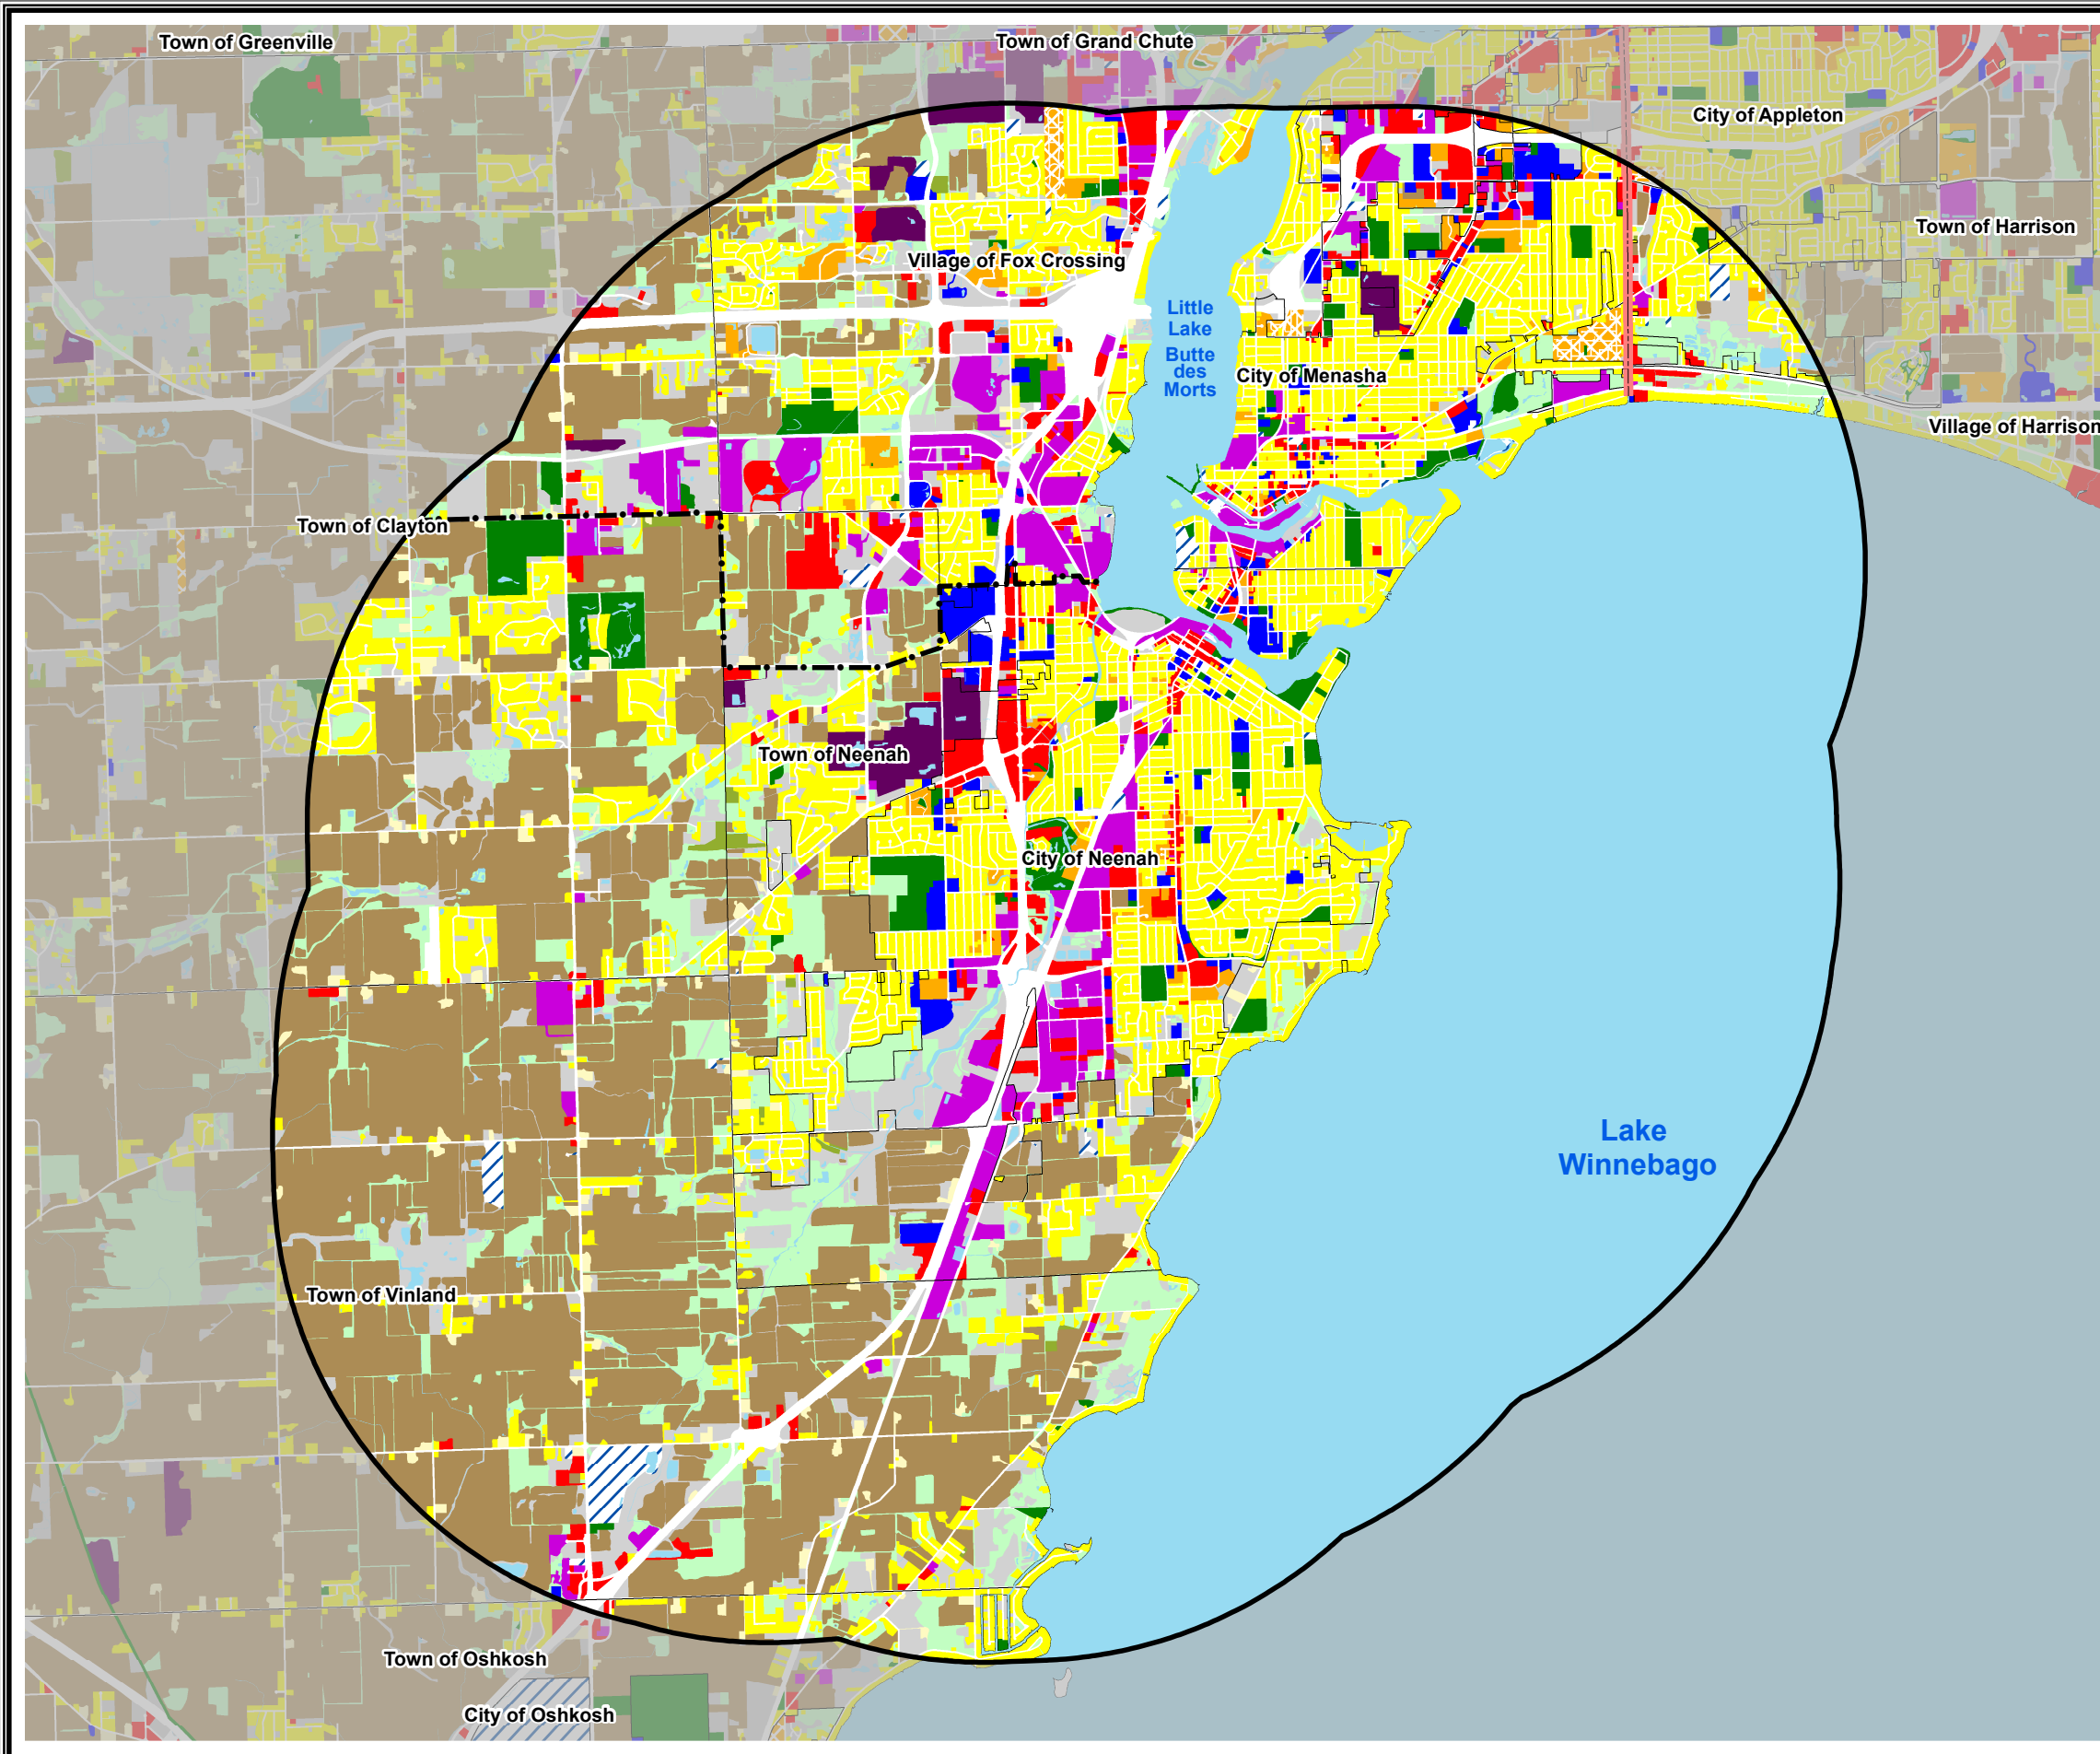 Town of Greenville
Town of Grand Chute
City of Appleton
Town of Harrison
Village of Fox Crossing
Little
Lake
Butte
des
Morts
City of Menasha
Village of Harrison
Town of Clayton
Town of Neenah
City of Neenah
Lake
Winnebago
Town of Vinland
Town of Oshkosh
City of Oshkosh